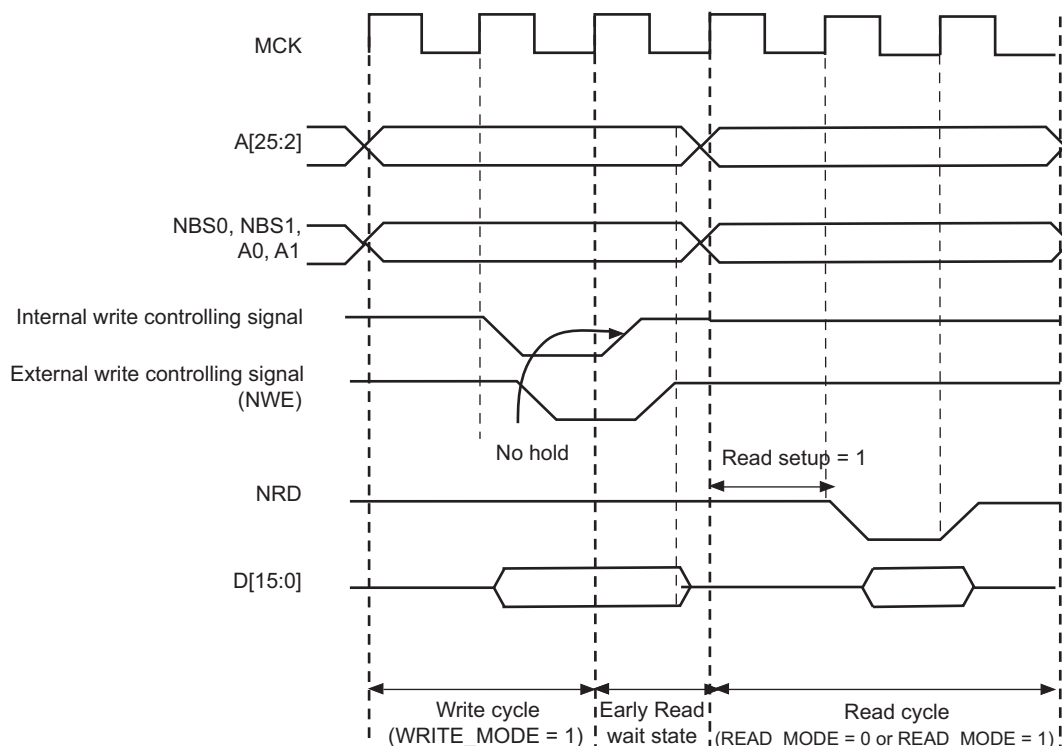 MCK
A[25:2]
NBS0, NBS1,
A0, A1
Internal write controlling signal
External write controlling signal
(NWE)
No hold
Read setup = 1
NRD
D[15:0]
Write cycle
(WRITE_MODE = 1)
Early Read
wait state
Read cycle
(READ_MODE = 0 or READ_MODE = 1)